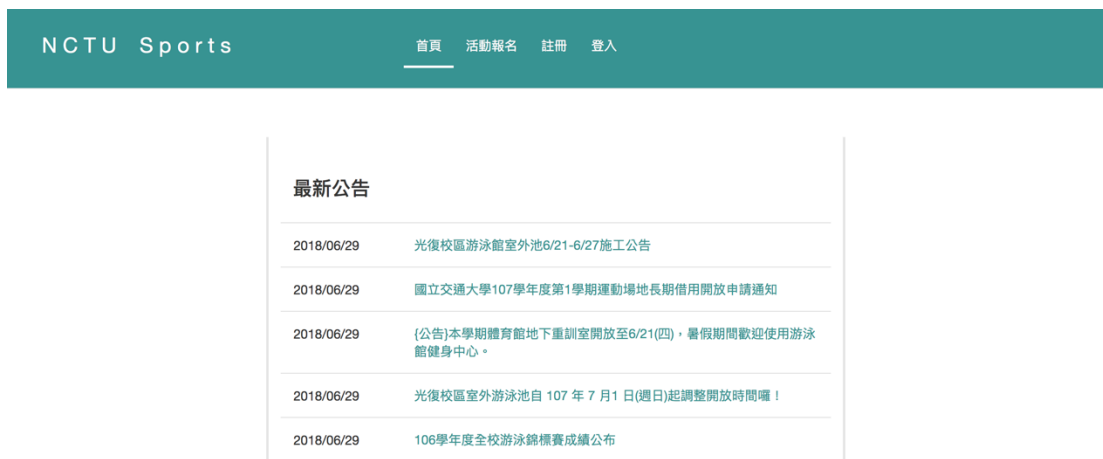 NCTU Sports
首頁 活動報名 註冊 登入
最新公告
2018/06/29 光復校區游泳館室外池6/21-6/27施工公告
2018/06/29 國立交通大學107學年度第1學期運動場地長期借用開放申請通知
2018/06/29 {公告}本學期體育館地下重訓室開放至6/21(四)，暑假期間歡迎使用游泳
館健身中心。
2018/06/29 光復校區室外游泳池自 107 年 7 月1 日(週日)起調整開放時間囉！
2018/06/29 106學年度全校游泳錦標賽成績公布